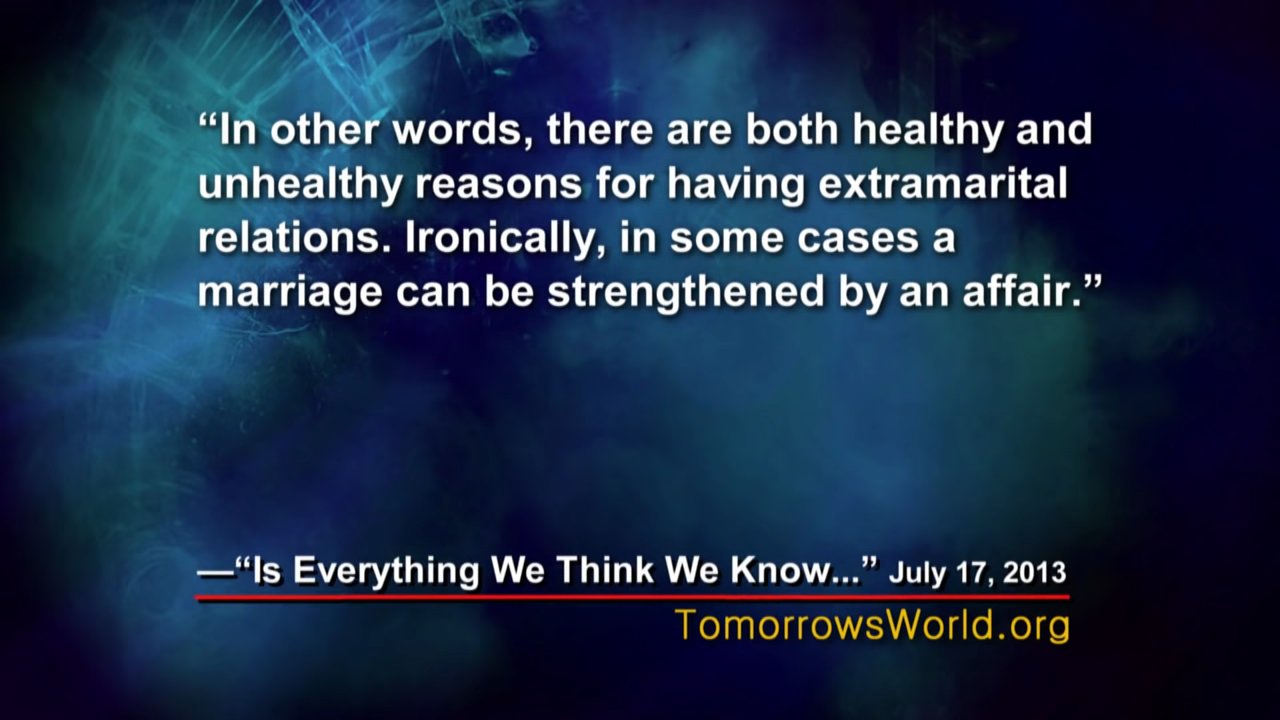 “In other words, there are both healthy and
unhealthy reasons for having extramarital
relations. Ironically, in some cases a
marriage can be strengthened by an affair.”
—“Is Everything We Think We Know...” July 17, 2013
TomorrowsWorld.org